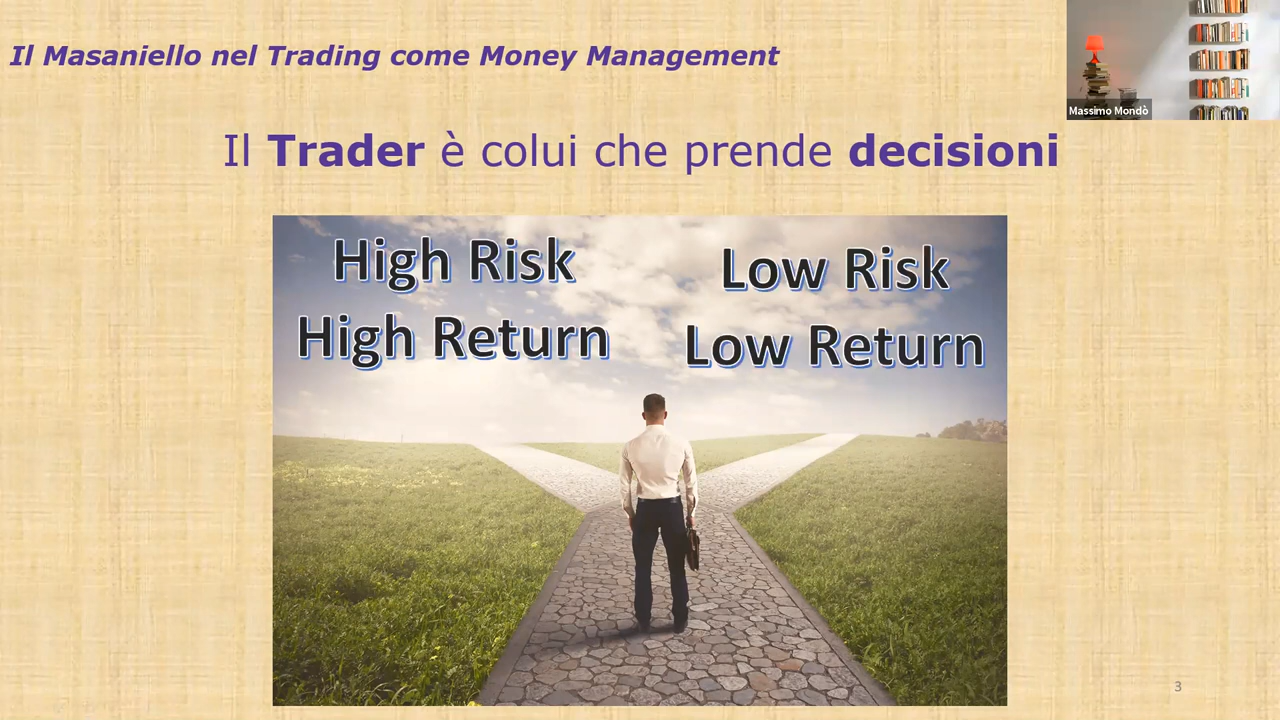 Il Masaniello nel Trading come Money Management
Massimo Mondò
Il Trader è colui che prende decisioni
High Risk
High Return
Low Risk
Low Return
3